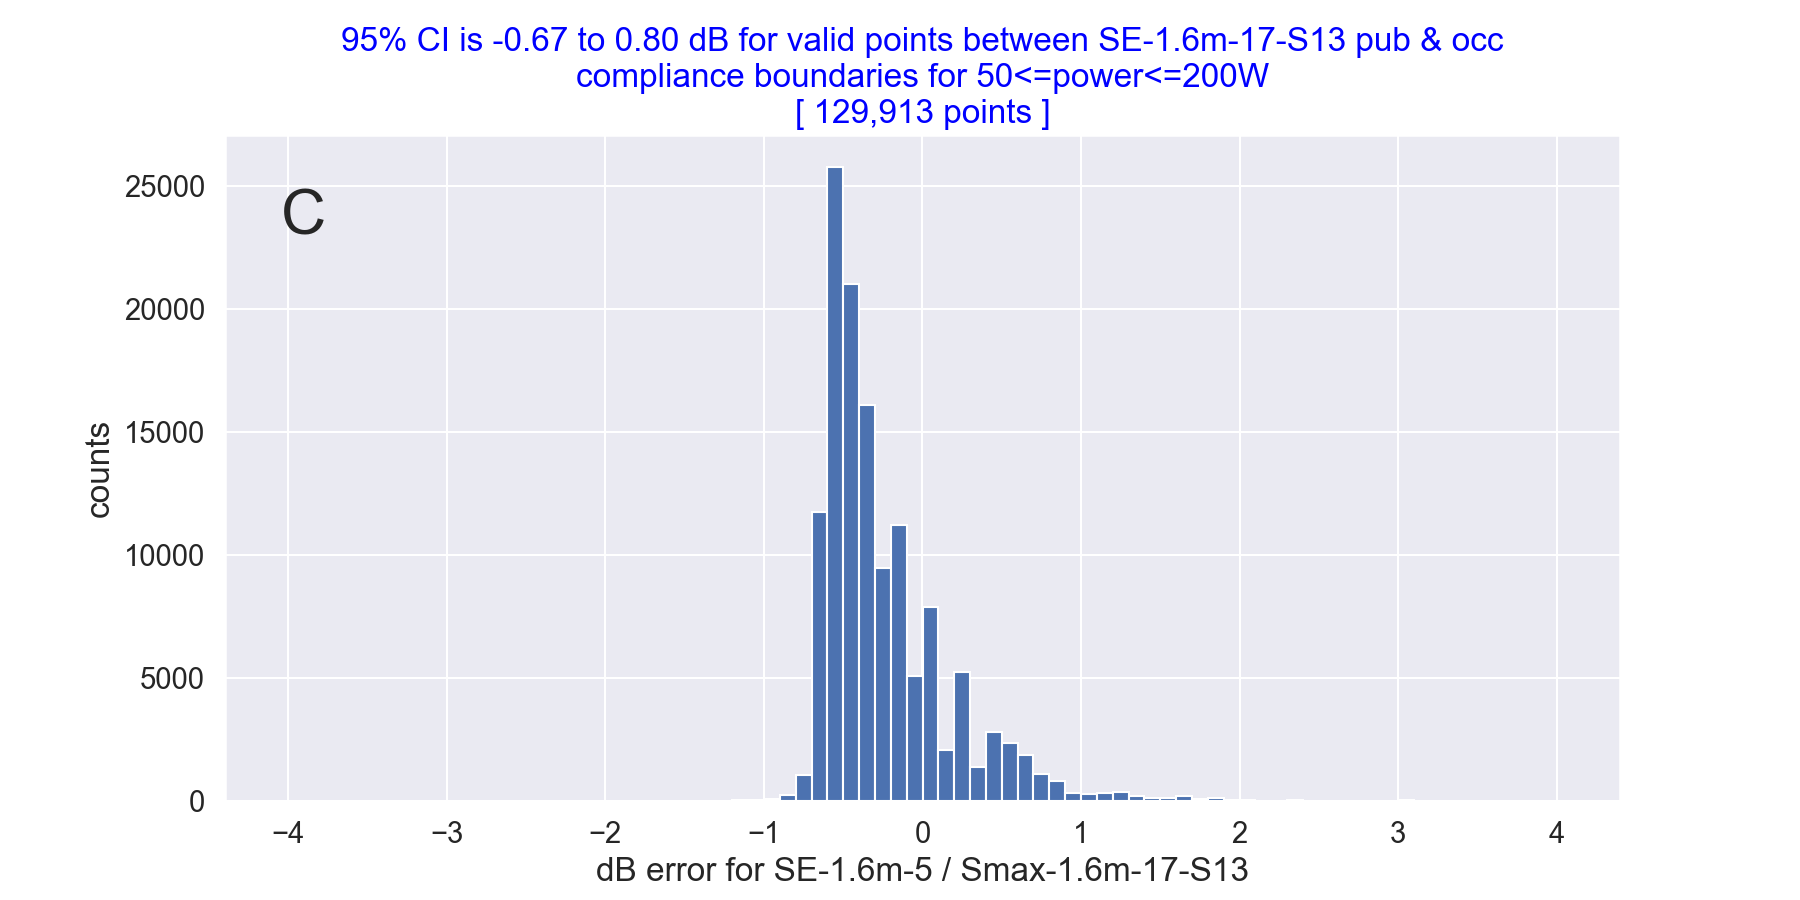 95% CI is -0.67 to 0.80 dB for valid points between SE-1.6m-17-S13 pub & occ
compliance boundaries for 50<=power<=200W
[ 129,913 points ]
C
25000
20000
15000
10000
5000
0
counts
−4 −3 −2 −1 0 1 2 3 4
dB error for SE-1.6m-5 / Smax-1.6m-17-S13